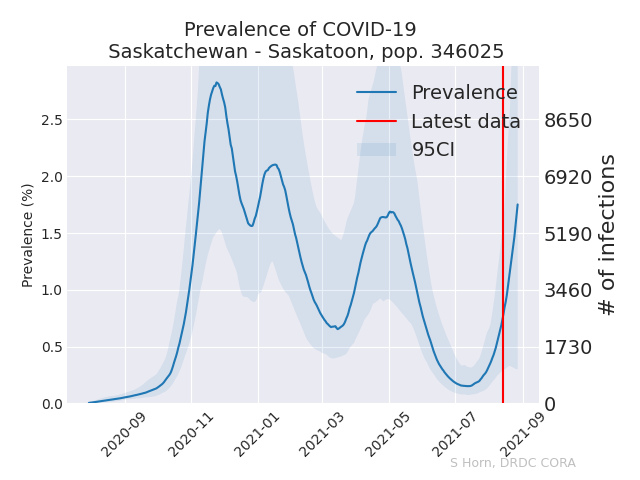 Prevalence of COVID-19
Saskatchewan - Saskatoon, pop. 346025
Prevalence
Latest data
95CI
Prevalence (%)
2.5
2.0
1.5
1.0
0.5
0.0
8650
6920
5190
3460
1730
0
# of infections
2020-09
2020-11
2021-01
2021-03
2021-05
2021-07
2021-09
S Horn, DRDC CORA